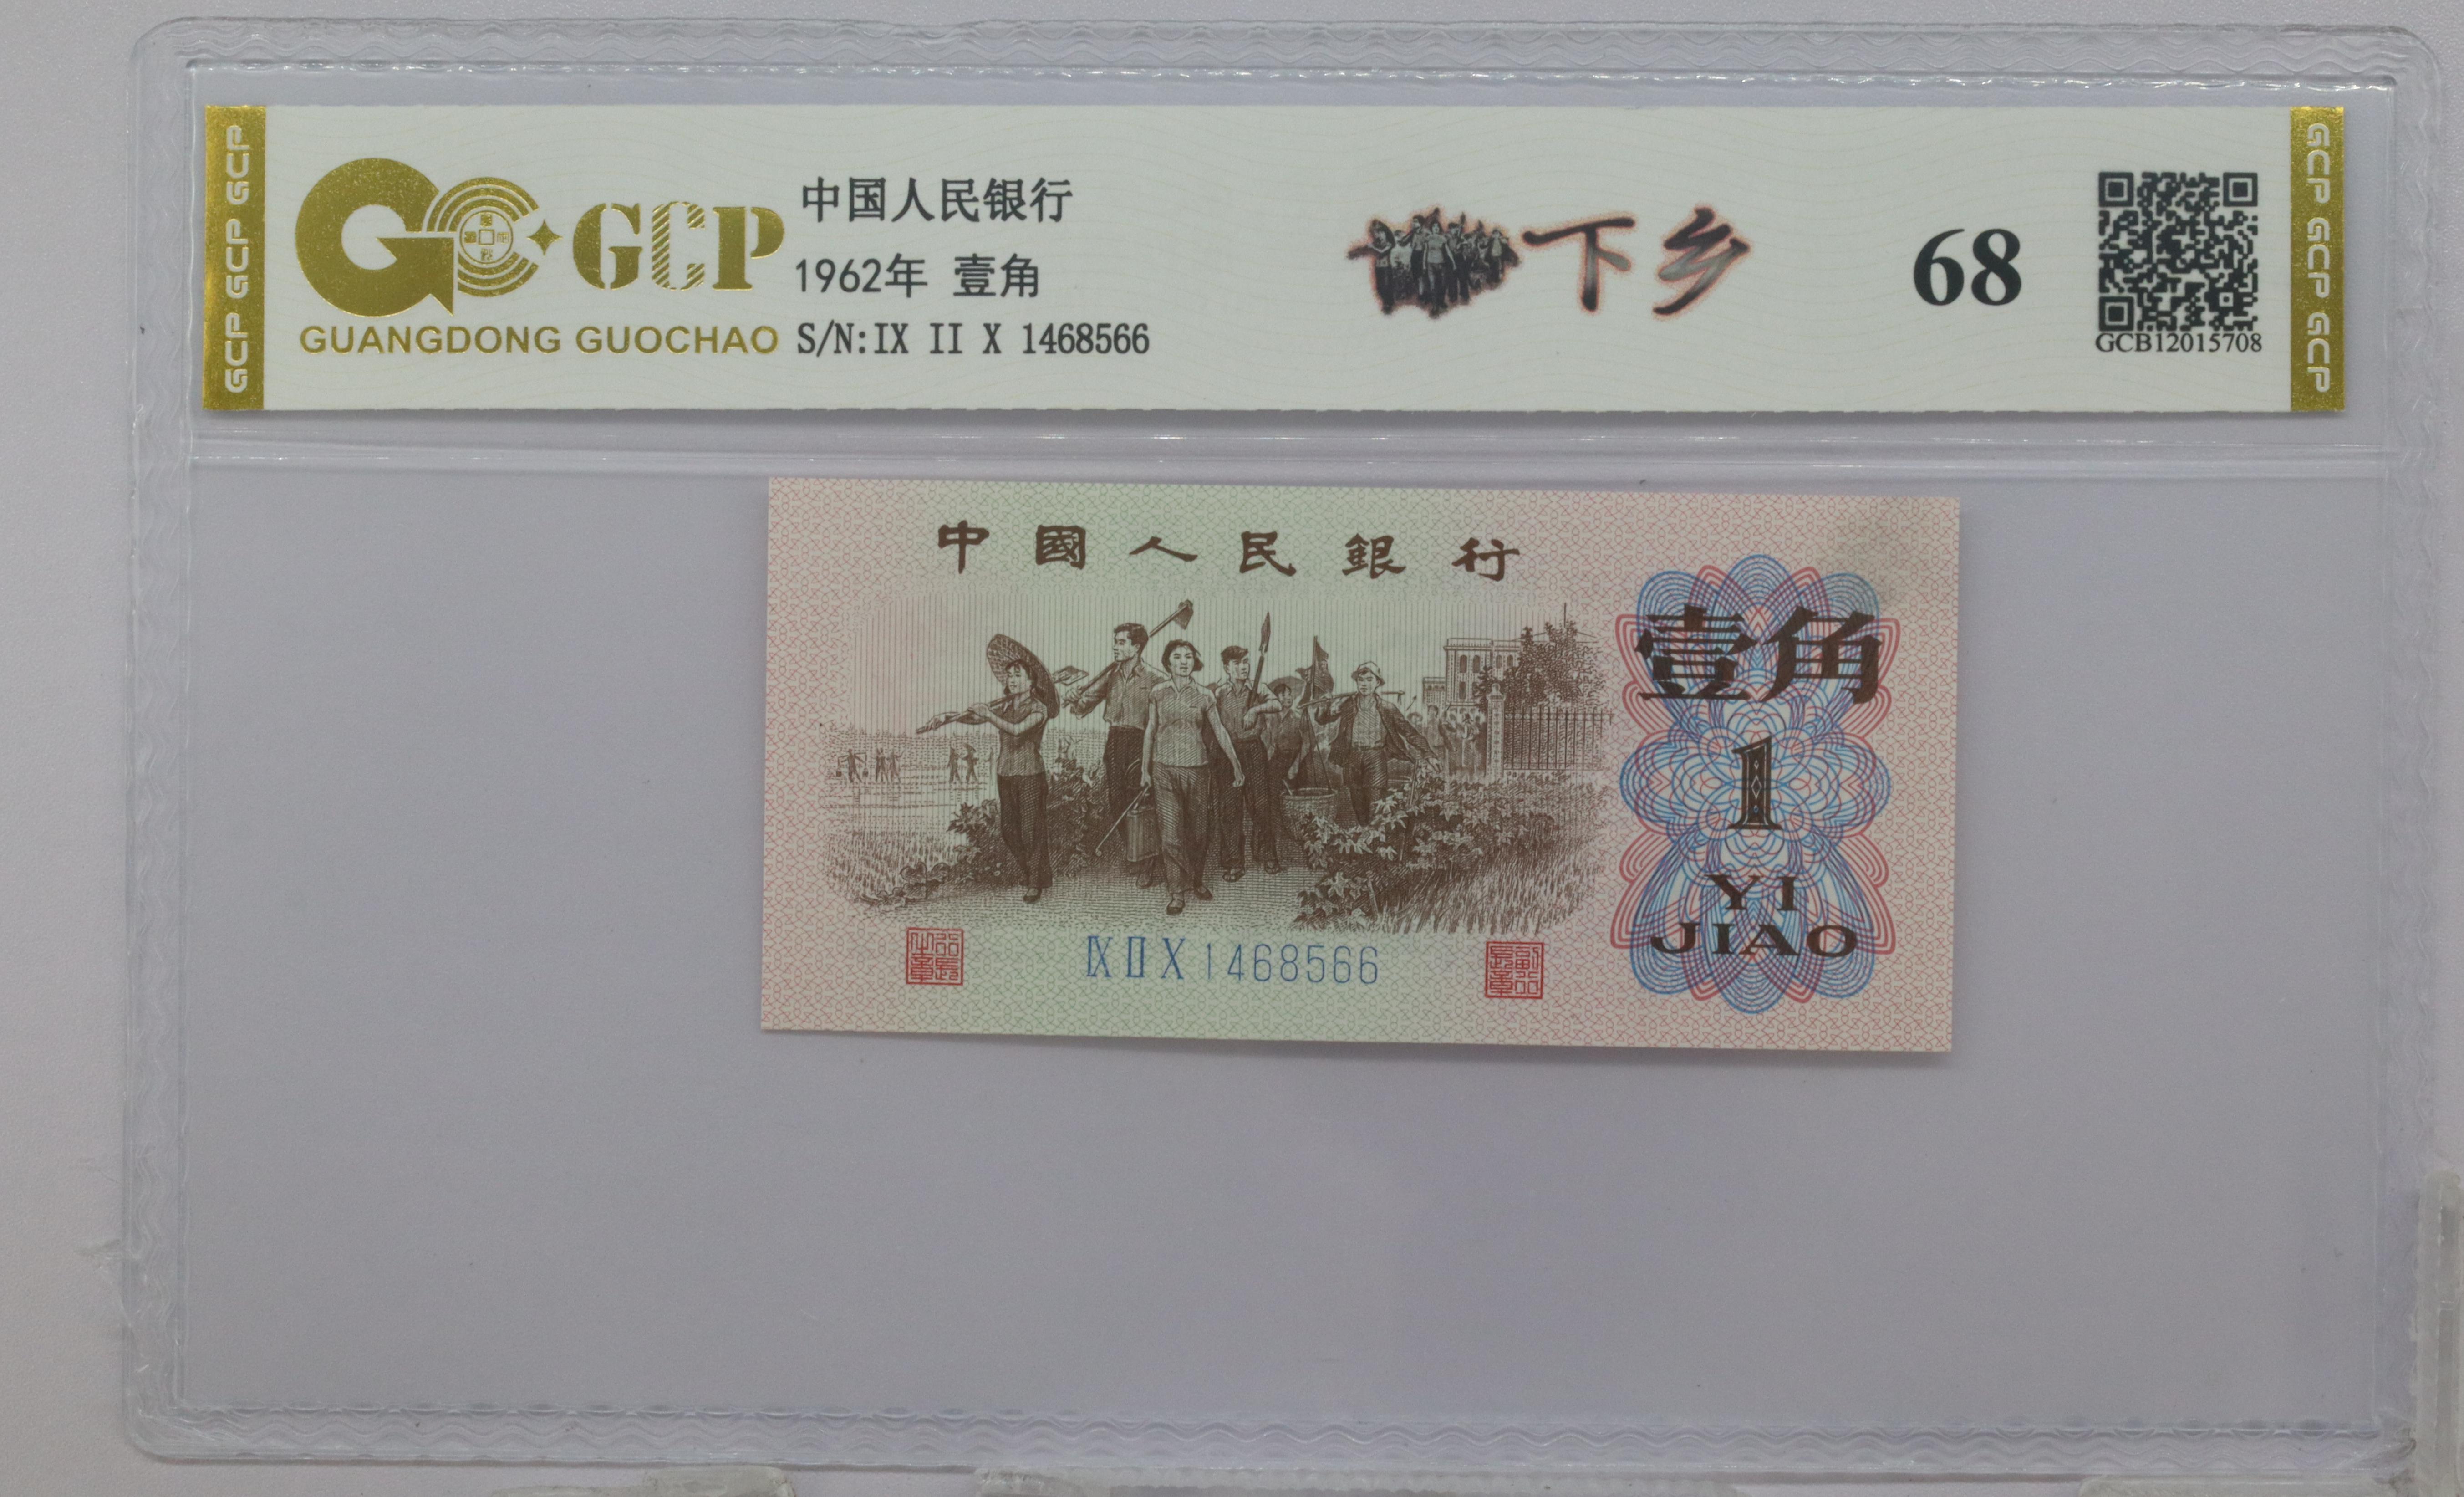 GCP GCP GCP
GCP
GUANGDONG GUOCHAO
中国人民银行
1962年 壹角
S/N:IX II X 1468566
下乡
68
GCB12015708
GCP GCP GCP
中國人民銀行
壹角
1
YI
JIAO
IX II X 1468566